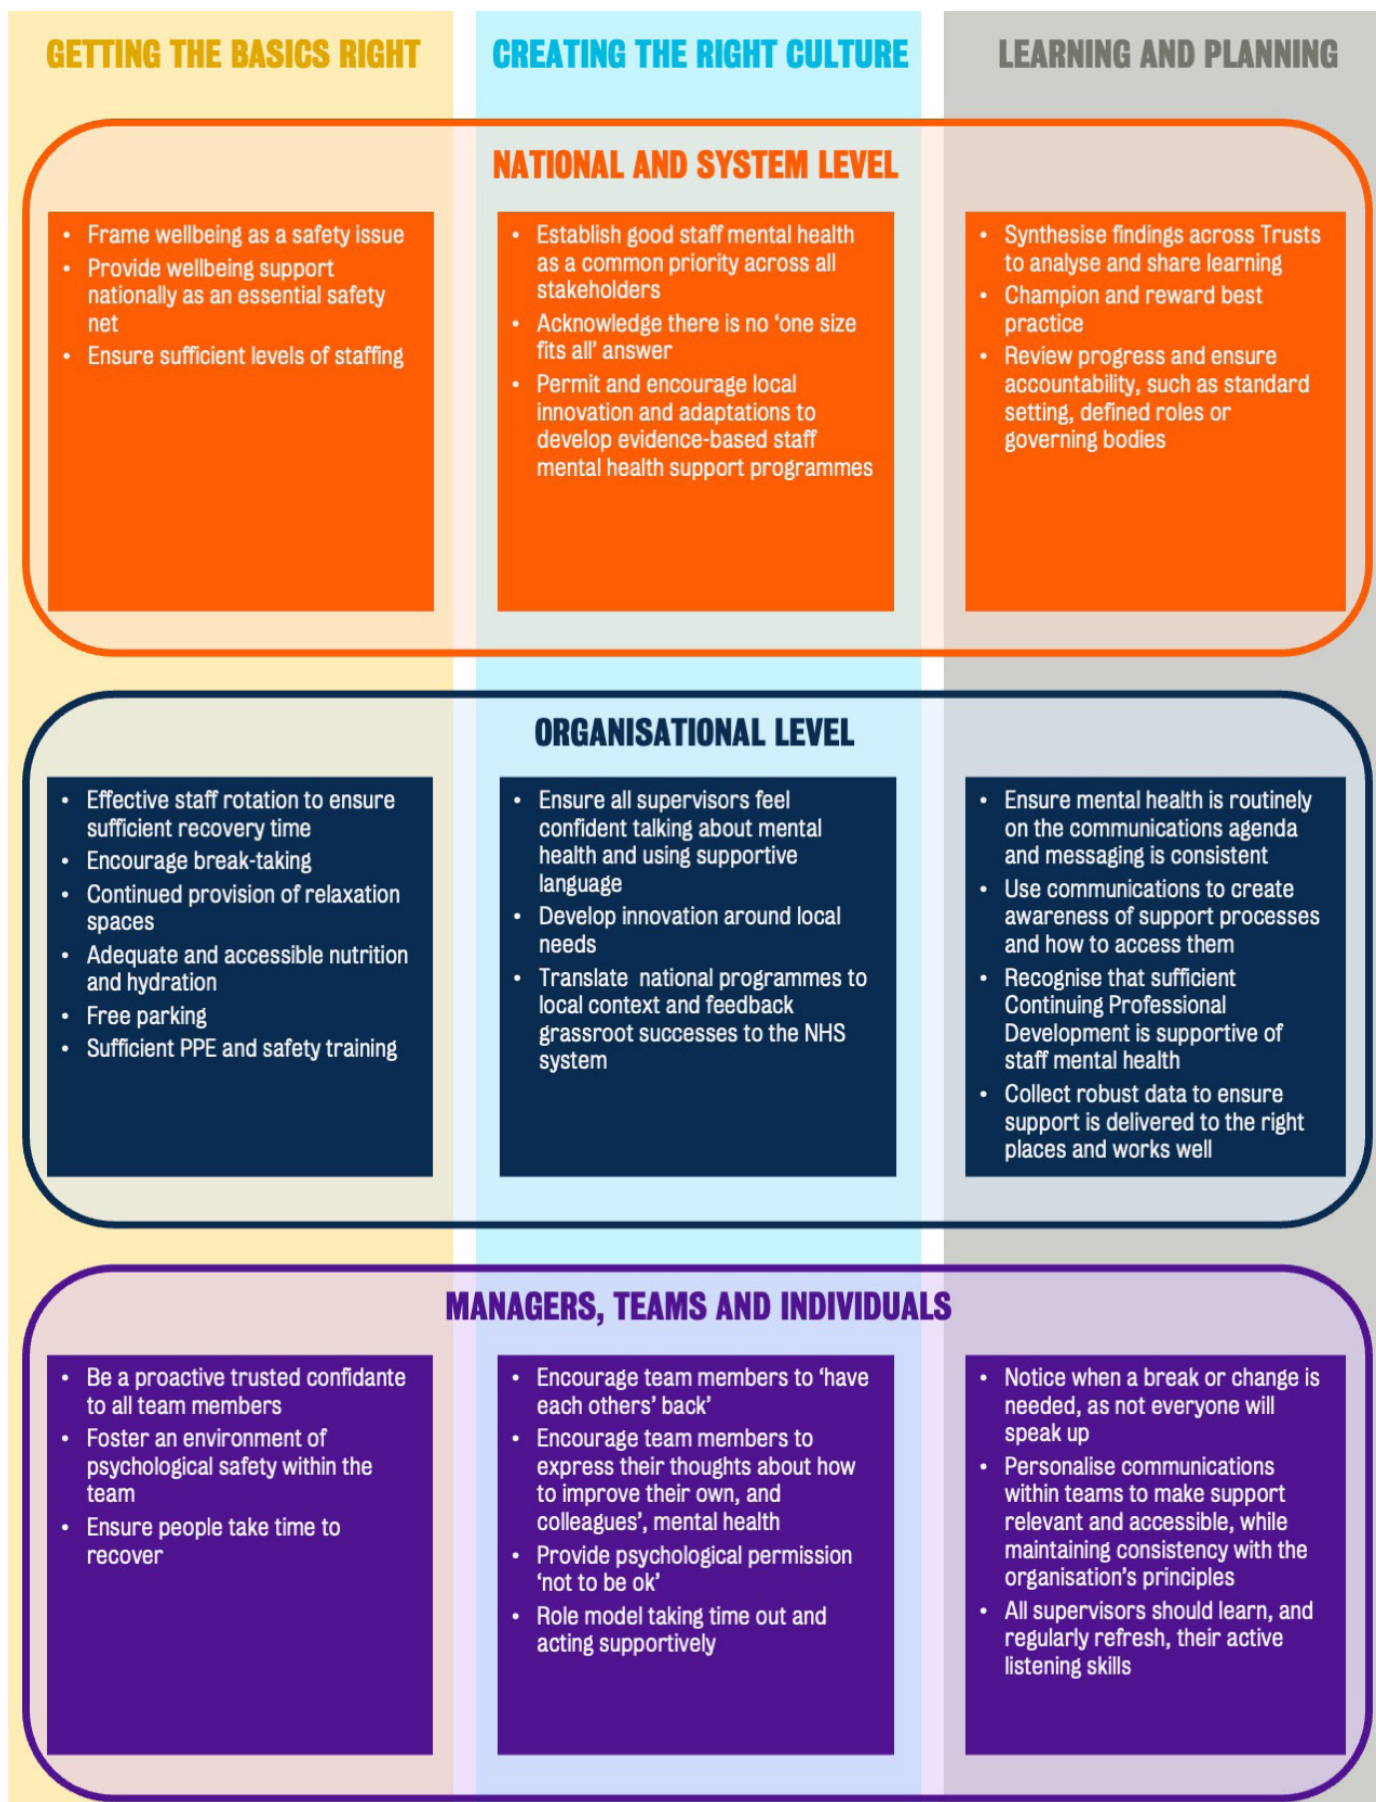 GETTING THE BASICS RIGHT
CREATING THE RIGHT CULTURE
LEARNING AND PLANNING
NATIONAL AND SYSTEM LEVEL
• Frame wellbeing as a safety issue
• Provide wellbeing support
nationally as an essential safety
net
• Ensure sufficient levels of staffing
• Establish good staff mental health
as a common priority across all
stakeholders
• Acknowledge there is no ‘one size
fits all’ answer
• Permit and encourage local
innovation and adaptations to
develop evidence-based staff
mental health support programmes
• Synthesise findings across Trusts
to analyse and share learning
• Champion and reward best
practice
• Review progress and ensure
accountability, such as standard
setting, defined roles or
governing bodies
ORGANISATIONAL LEVEL
• Effective staff rotation to ensure
sufficient recovery time
• Encourage break-taking
• Continued provision of relaxation
spaces
• Adequate and accessible nutrition
and hydration
• Free parking
• Sufficient PPE and safety training
• Ensure all supervisors feel
confident talking about mental
health and using supportive
language
• Develop innovation around local
needs
• Translate national programmes to
local context and feedback
grassroot successes to the NHS
system
• Ensure mental health is routinely
on the communications agenda
and messaging is consistent
• Use communications to create
awareness of support processes
and how to access them
• Recognise that sufficient
Continuing Professional
Development is supportive of
staff mental health
• Collect robust data to ensure
support is delivered to the right
places and works well
MANAGERS, TEAMS AND INDIVIDUALS
• Be a proactive trusted confidante
to all team members
• Foster an environment of
psychological safety within the
team
• Ensure people take time to
recover
• Encourage team members to ‘have
each others’ back’
• Encourage team members to
express their thoughts about how
to improve their own, and
colleagues’, mental health
• Provide psychological permission
‘not to be ok’
• Role model taking time out and
acting supportively
• Notice when a break or change is
needed, as not everyone will
speak up
• Personalise communications
within teams to make support
relevant and accessible, while
maintaining consistency with the
organisation’s principles
• All supervisors should learn, and
regularly refresh, their active
listening skills